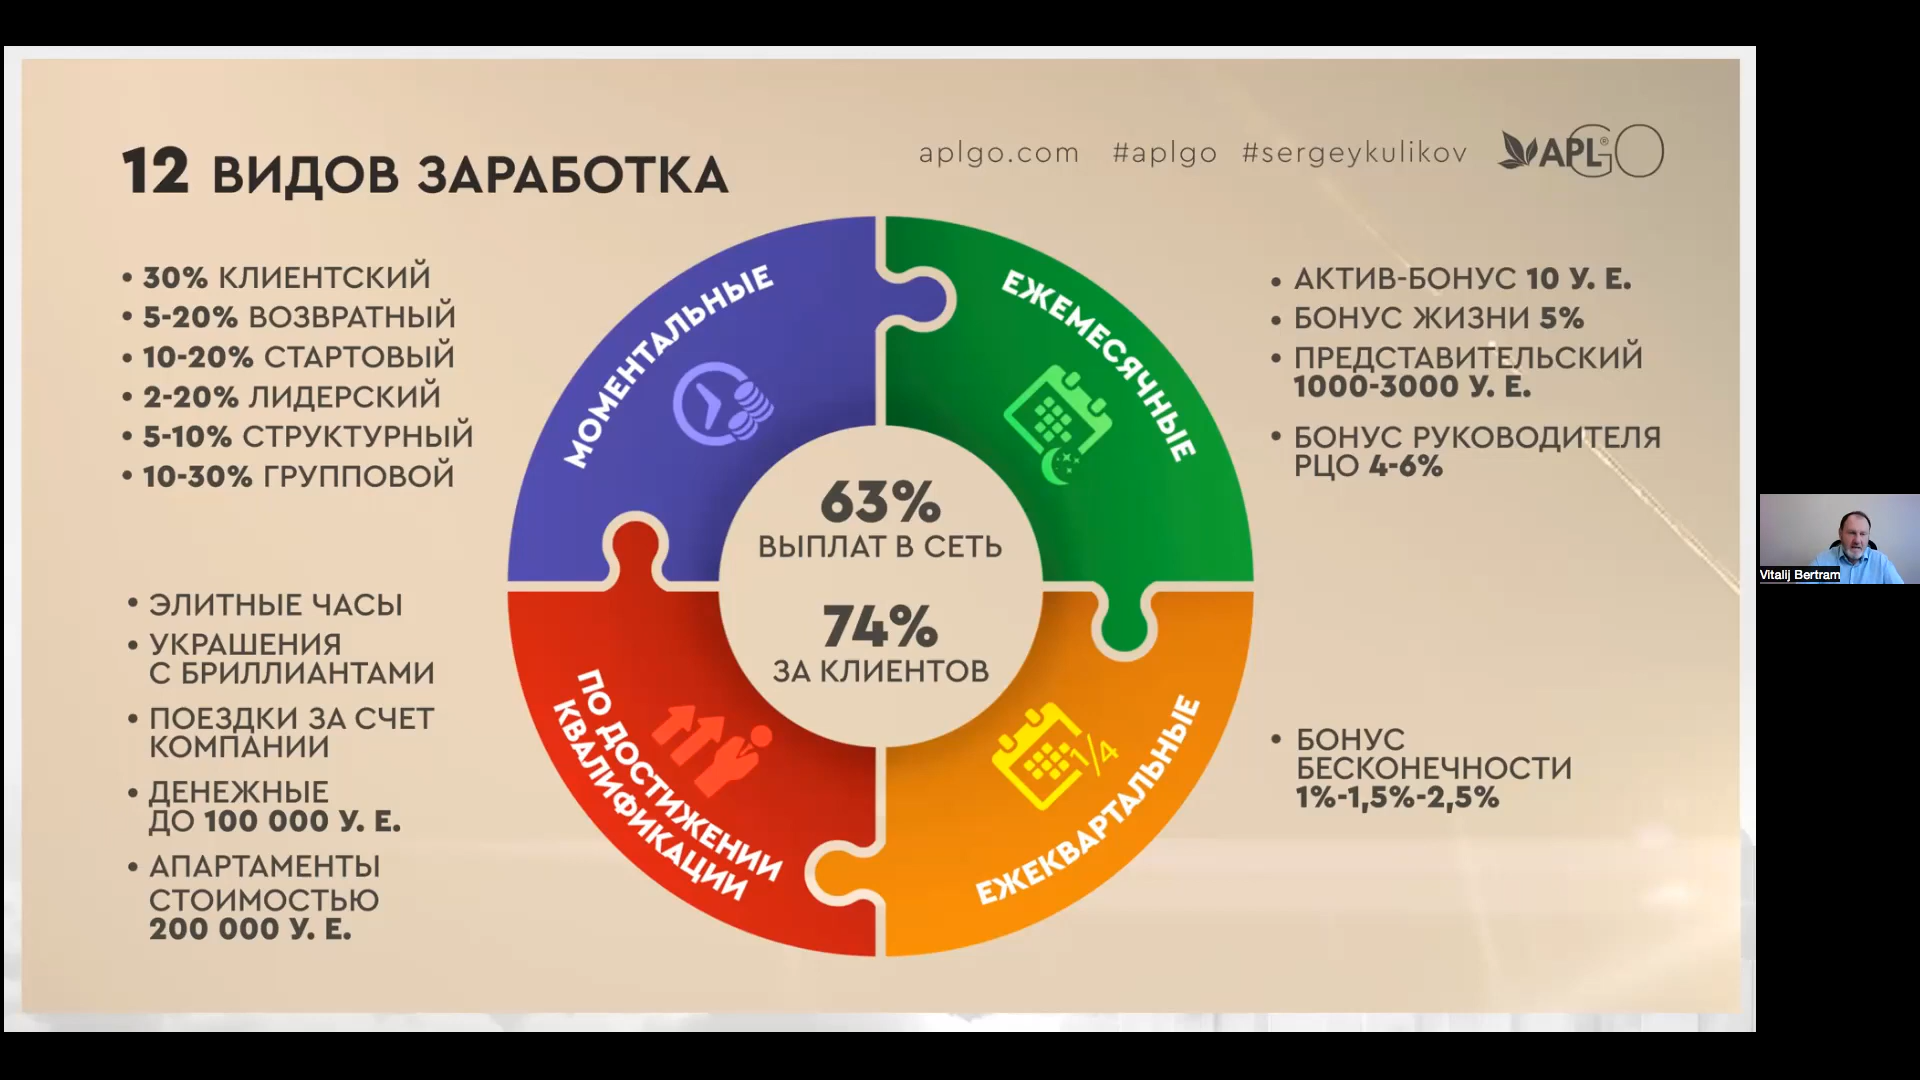 12 ВИДОВ ЗАРАБОТКА
aplgo.com #aplgo #sergeykulikov APLGO®
• 30% КЛИЕНТСКИЙ
• 5-20% ВОЗВРАТНЫЙ
• 10-20% СТАРТОВЫЙ
• 2-20% ЛИДЕРСКИЙ
• 5-10% СТРУКТУРНЫЙ
• 10-30% ГРУППОВОЙ
МОМЕНТАЛЬНЫЕ
ЕЖЕМЕСЯЧНЫЕ
• АКТИВ-БОНУС 10 У. Е.
• БОНУС ЖИЗНИ 5%
• ПРЕДСТАВИТЕЛЬСКИЙ
1000-3000 У. Е.
• БОНУС РУКОВОДИТЕЛЯ
РЦО 4-6%
63%
ВЫПЛАТ В СЕТЬ
74%
ЗА КЛИЕНТОВ
• ЭЛИТНЫЕ ЧАСЫ
• УКРАШЕНИЯ
С БРИЛЛИАНТАМИ
• ПОЕЗДКИ ЗА СЧЕТ
КОМПАНИИ
• ДЕНЕЖНЫЕ
ДО 100 000 У. Е.
• АПАРТАМЕНТЫ
СТОИМОСТЬЮ
200 000 У. Е.
ПО ДОСТИЖЕНИИ
КВАЛИФИКАЦИИ
1/4
ЕЖЕКВАРТАЛЬНЫЕ
• БОНУС
БЕСКОНЕЧНОСТИ
1%-1,5%-2,5%
Vitalij Bertram